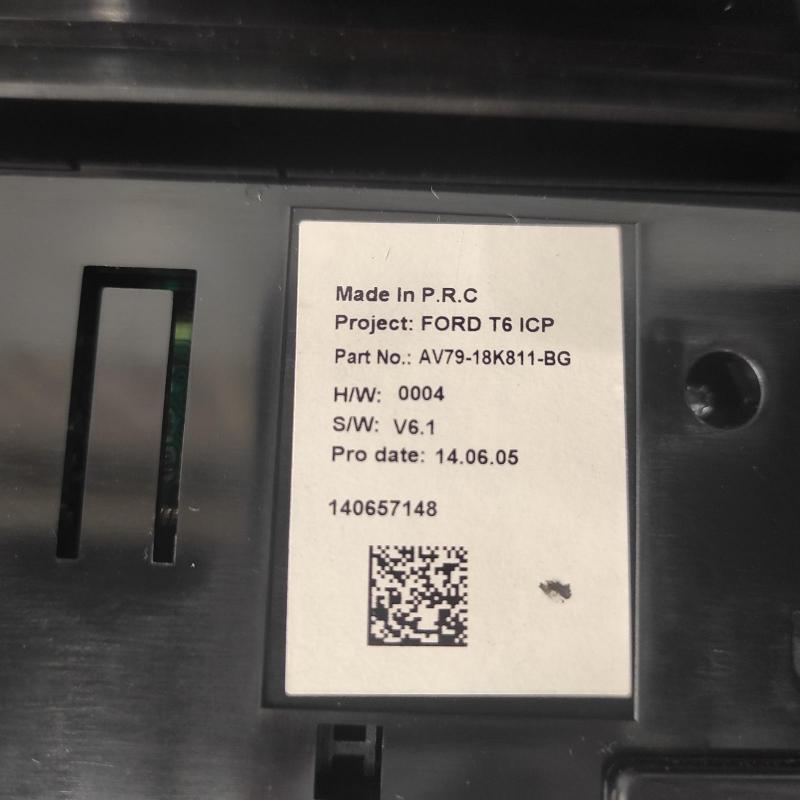 Made In P.R.C
Project: FORD T6 ICP
Part No.: AV79-18K811-BG
H/W: 0004
S/W: V6.1
Pro date: 14.06.05
140657148